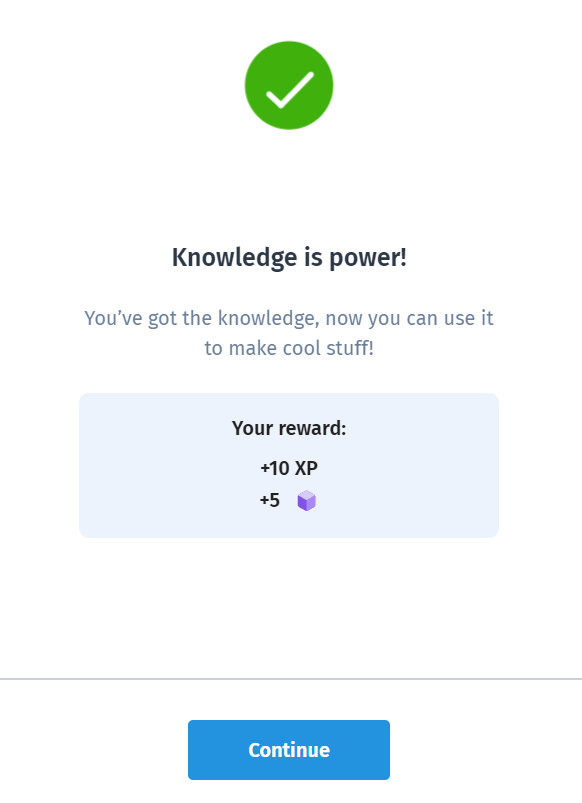 Knowledge is power!
You’ve got the knowledge, now you can use it
to make cool stuff!
Your reward:
+10 XP
+5
Continue